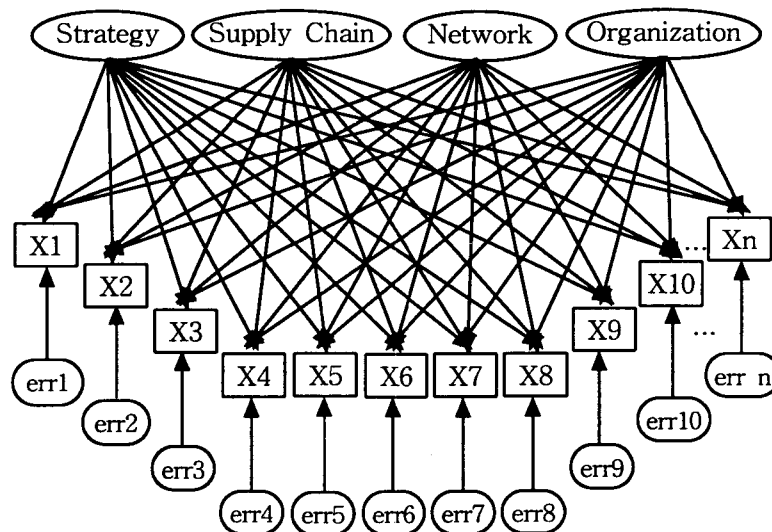 Strategy Supply Chain Network Organization
X1 X2 X3 X4 X5 X6 X7 X8 X9 X10 ... Xn
...
err1 err2 err3 err4 err5 err6 err7 err8 err9 err10 err n